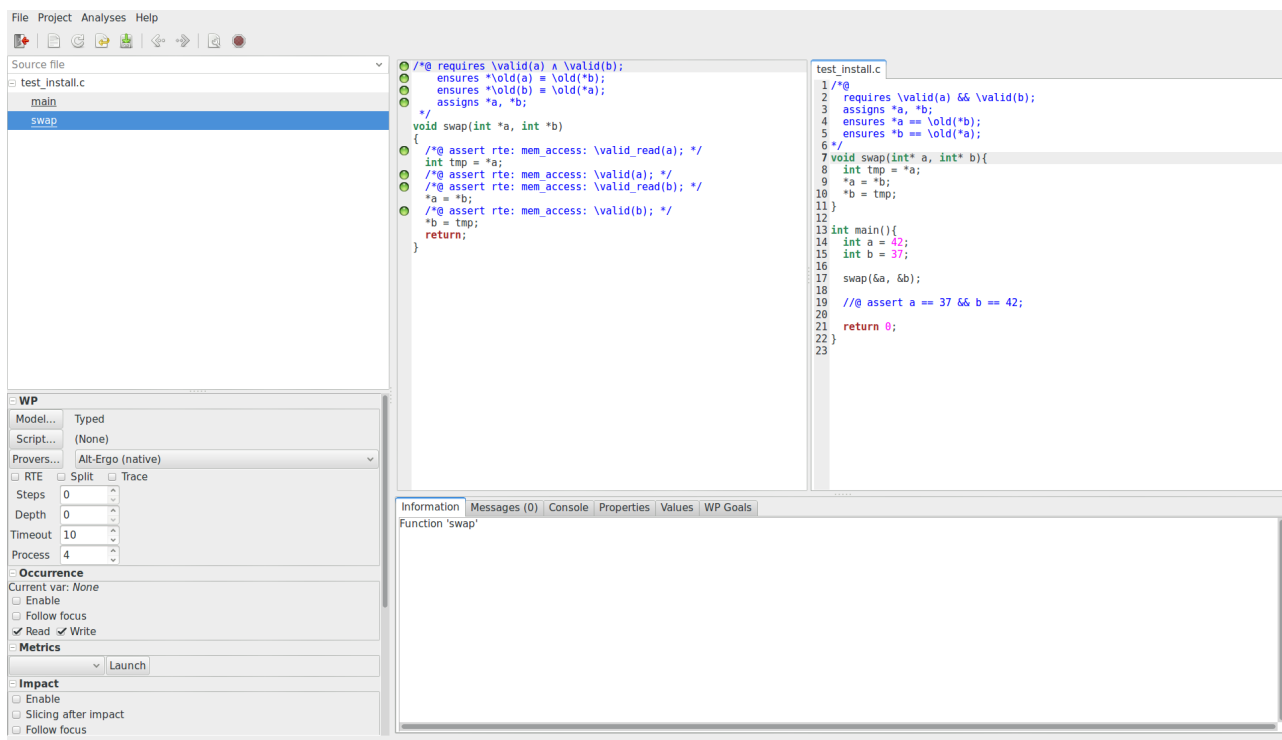 File Project Analyses Help
Source file
test_install.c
main
swap
/*@ requires \valid(a) ∧ \valid(b);
ensures *\old(a) ≡ \old(*b);
ensures *\old(b) ≡ \old(*a);
assigns *a, *b;
*/
void swap(int *a, int *b)
{
/*@ assert rte: mem_access: \valid_read(a); */
int tmp = *a;
/*@ assert rte: mem_access: \valid(a); */
/*@ assert rte: mem_access: \valid_read(b); */
*a = *b;
/*@ assert rte: mem_access: \valid(b); */
*b = tmp;
return;
}
test_install.c
1 /*@
2 requires \valid(a) && \valid(b);
3 assigns *a, *b;
4 ensures *a == \old(*b);
5 ensures *b == \old(*a);
6 */
7 void swap(int* a, int* b){
8 int tmp = *a;
9 *a = *b;
10 *b = tmp;
11 }
12
13 int main(){
14 int a = 42;
15 int b = 37;
16
17 swap(&a, &b);
18
19 //@ assert a == 37 && b == 42;
20
21 return 0;
22 }
23
WP
Model... Typed
Script... (None)
Provers... Alt-Ergo (native)
RTE Split Trace
Steps 0
Depth 0
Timeout 10
Process 4
Occurrence
Current var: None
Enable
Follow focus
Read Write
Metrics
Launch
Impact
Enable
Slicing after impact
Follow focus
Information Messages (0) Console Properties Values WP Goals
Function 'swap'